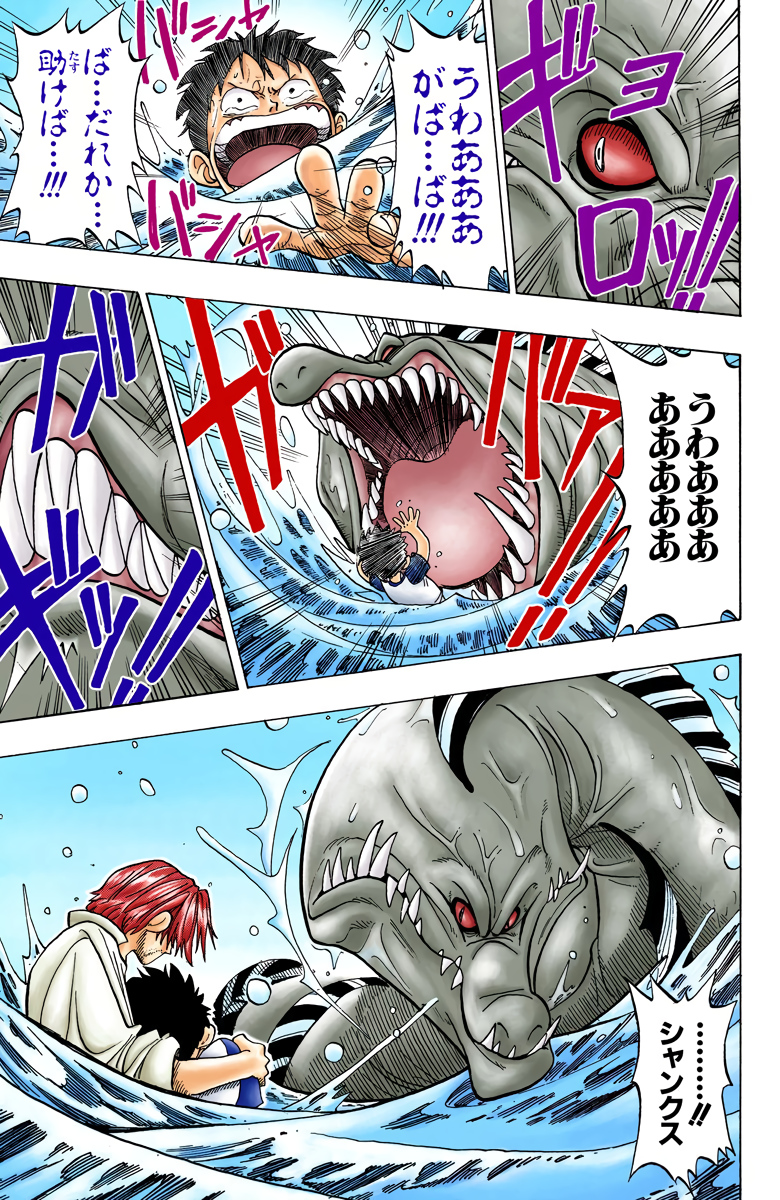 ギョ
ロッ!!
うわあああ
がば…ば!!!
バシャ
バシャ
ば…だれか…
助けば…!!!
たす
うわあああ
あああああ
ガ
バァ!!
ガ
ギッ!!
………!!
シャンクス